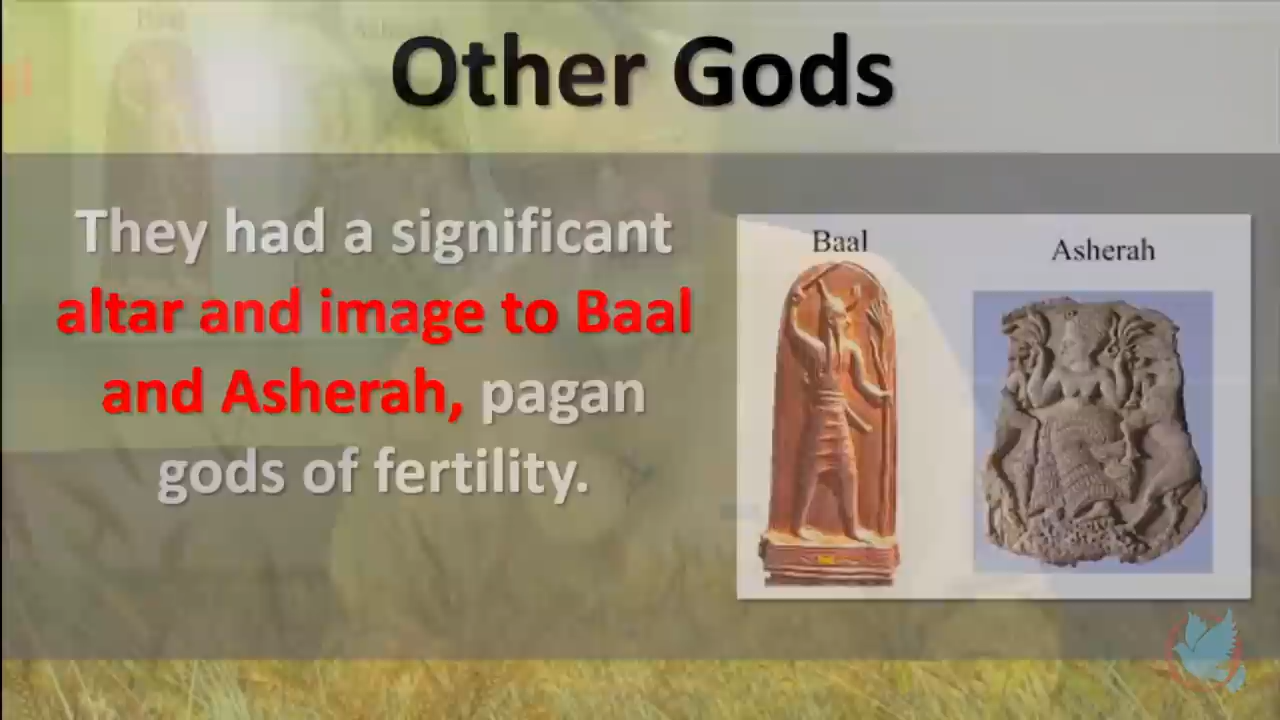 Other Gods
They had a significant
altar and image to Baal
and Asherah, pagan
gods of fertility.
Baal
Asherah